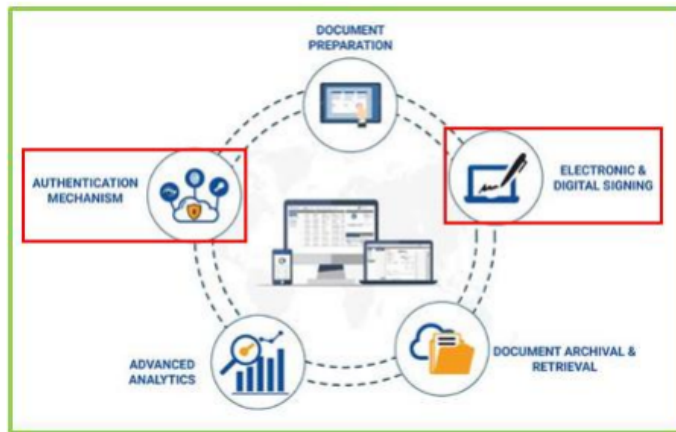 DOCUMENT
PREPARATION
AUTHENTICATION
MECHANISM
ELECTRONIC &
DIGITAL SIGNING
ADVANCED
ANALYTICS
DOCUMENT ARCHIVAL &
RETRIEVAL